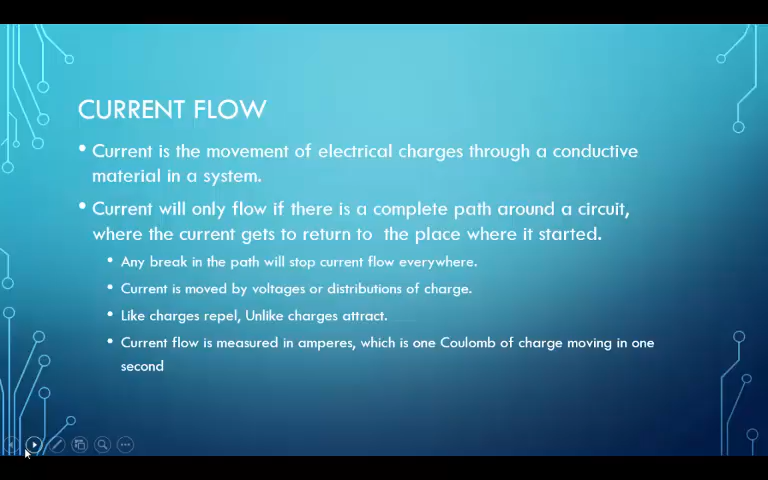 CURRENT FLOW
• Current is the movement of electrical charges through a conductive
material in a system.
• Current will only flow if there is a complete path around a circuit,
where the current gets to return to  the place where it started.
• Any break in the path will stop current flow everywhere.
• Current is moved by voltages or distributions of charge.
• Like charges repel, Unlike charges attract.
• Current flow is measured in amperes, which is one Coulomb of charge moving in one
second